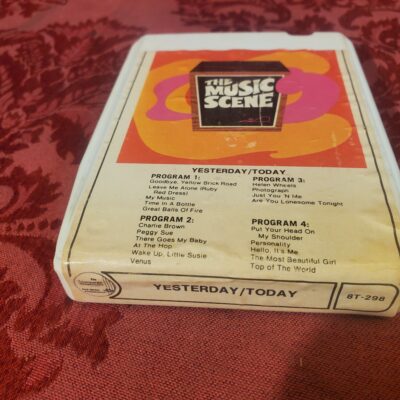 THE
MUSIC
SCENE
YESTERDAY/TODAY
PROGRAM 1:
Goodbye, Yellow Brick Road
Leave Me Alone (Ruby
Red Dress)
My Music
Time In A Bottle
Great Balls Of Fire
PROGRAM 2:
Charlie Brown
Peggy Sue
There Goes My Baby
At The Hop
Wake Up, Little Susie
Venus
PROGRAM 3:
Helen Wheels
Photograph
Just You 'N Me
Are You Lonesome Tonight
PROGRAM 4:
Put Your Head On
My Shoulder
Personality
Hello, It's Me
The Most Beautiful Girl
Top of The World
YESTERDAY/TODAY
8T-298